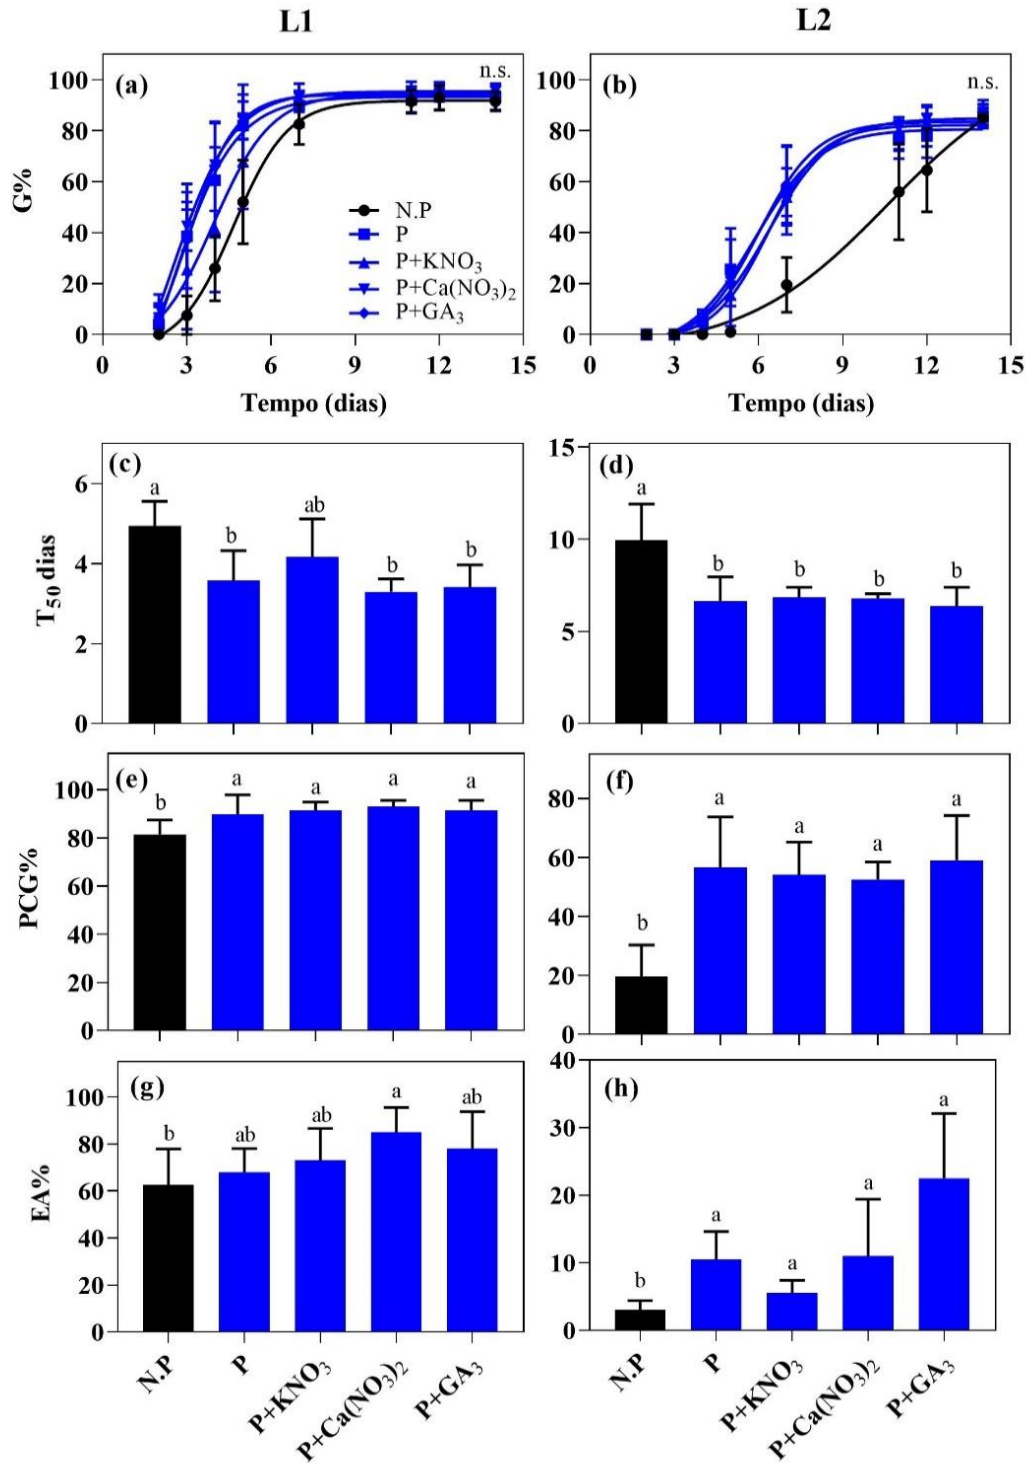 L1
L2
(a)
n.s.
100
80
60
40
20
0
G%
N.P
P
P+KNO3
P+Ca(NO3)2
P+GA3
0 3 6 9 12 15
Tempo (dias)
(b)
n.s.
100
80
60
40
20
0
0 3 6 9 12 15
Tempo (dias)
(c)
6
4
2
0
T50 dias
a b ab b b
(d)
15
10
5
0
a b b b b
(e)
100
80
60
40
20
0
PCG%
b a a a a
(f)
80
60
40
20
0
b a a a a
(g)
100
80
60
40
20
0
EA%
b ab ab a ab
N.P P P+KNO3 P+Ca(NO3)2 P+GA3
(h)
40
30
20
10
0
b a a a a
N.P P P+KNO3 P+Ca(NO3)2 P+GA3